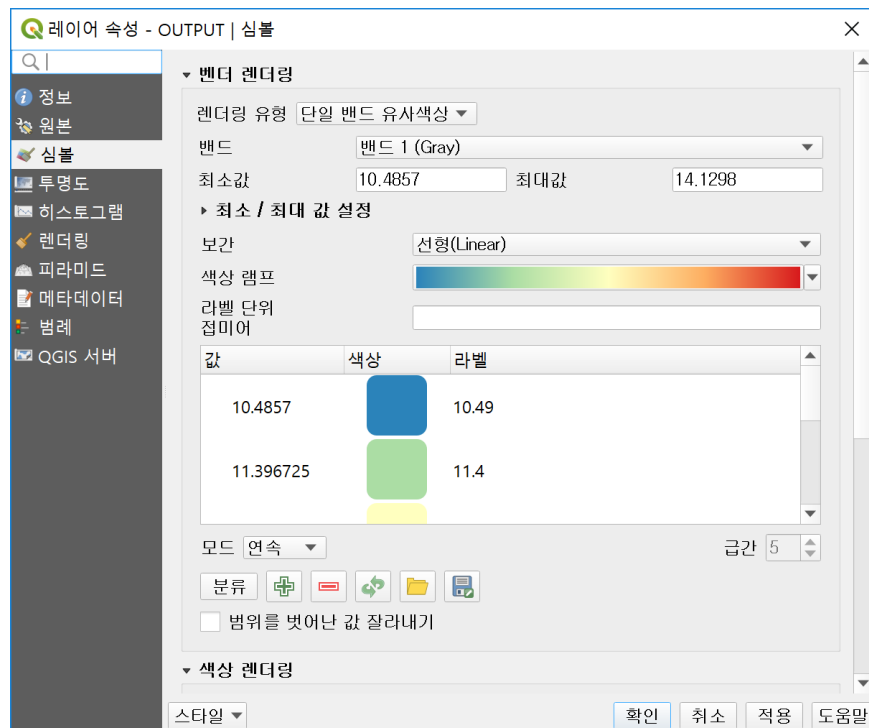 레이어 속성 - OUTPUT | 심볼
정보
원본
심볼
투명도
히스토그램
렌더링
피라미드
메타데이터
범례
QGIS 서버
벤더 렌더링
렌더링 유형 단일 밴드 유사색상
밴드 밴드 1 (Gray)
최소값 10.4857 최대값 14.1298
최소 / 최대 값 설정
보간 선형(Linear)
색상 램프
라벨 단위
접미어
값 색상 라벨
10.4857 10.49
11.396725 11.4
모드 연속 급간 5
분류
범위를 벗어난 값 잘라내기
색상 렌더링
스타일 확인 취소 적용 도움말